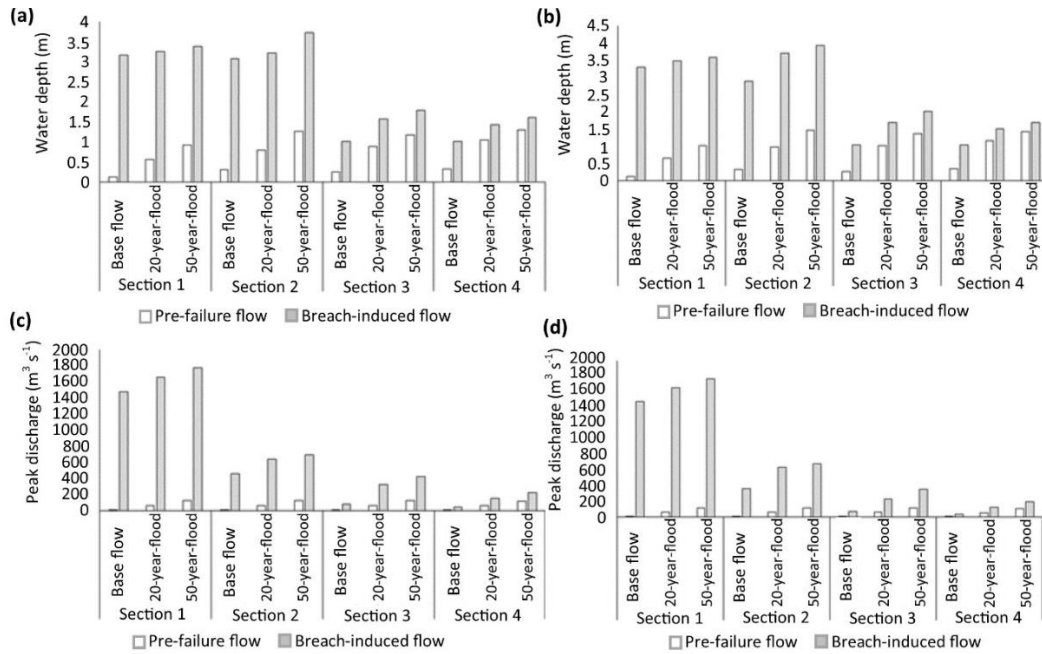 (a)
Water depth (m)
4
3.5
3
2.5
2
1.5
1
0.5
0
Base flow
20-year-flood
50-year-flood
Base flow
20-year-flood
50-year-flood
Base flow
20-year-flood
50-year-flood
Base flow
20-year-flood
50-year-flood
Section 1 Section 2 Section 3 Section 4
Pre-failure flow Breach-induced flow
(b)
Water depth (m)
4.5
4
3.5
3
2.5
2
1.5
1
0.5
0
Base flow
20-year-flood
50-year-flood
Base flow
20-year-flood
50-year-flood
Base flow
20-year-flood
50-year-flood
Base flow
20-year-flood
50-year-flood
Section 1 Section 2 Section 3 Section 4
Pre-failure flow Breach-induced flow
(c)
Peak discharge (m³ s⁻¹)
2000
1800
1600
1400
1200
1000
800
600
400
200
0
Base flow
20-year-flood
50-year-flood
Base flow
20-year-flood
50-year-flood
Base flow
20-year-flood
50-year-flood
Base flow
20-year-flood
50-year-flood
Section 1 Section 2 Section 3 Section 4
Pre-failure flow Breach-induced flow
(d)
Peak discharge (m³ s⁻¹)
2000
1800
1600
1400
1200
1000
800
600
400
200
0
Base flow
20-year-flood
50-year-flood
Base flow
20-year-flood
50-year-flood
Base flow
20-year-flood
50-year-flood
Base flow
20-year-flood
50-year-flood
Section 1 Section 2 Section 3 Section 4
Pre-failure flow Breach-induced flow